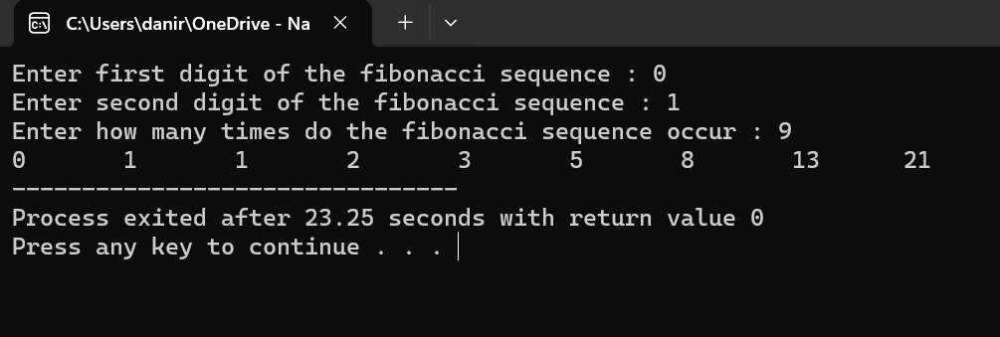 C:\Users\danir\OneDrive - Na
Enter first digit of the fibonacci sequence : 0
Enter second digit of the fibonacci sequence : 1
Enter how many times do the fibonacci sequence occur : 9
0 1 1 2 3 5 8 13 21
--------------------------------
Process exited after 23.25 seconds with return value 0
Press any key to continue . . .